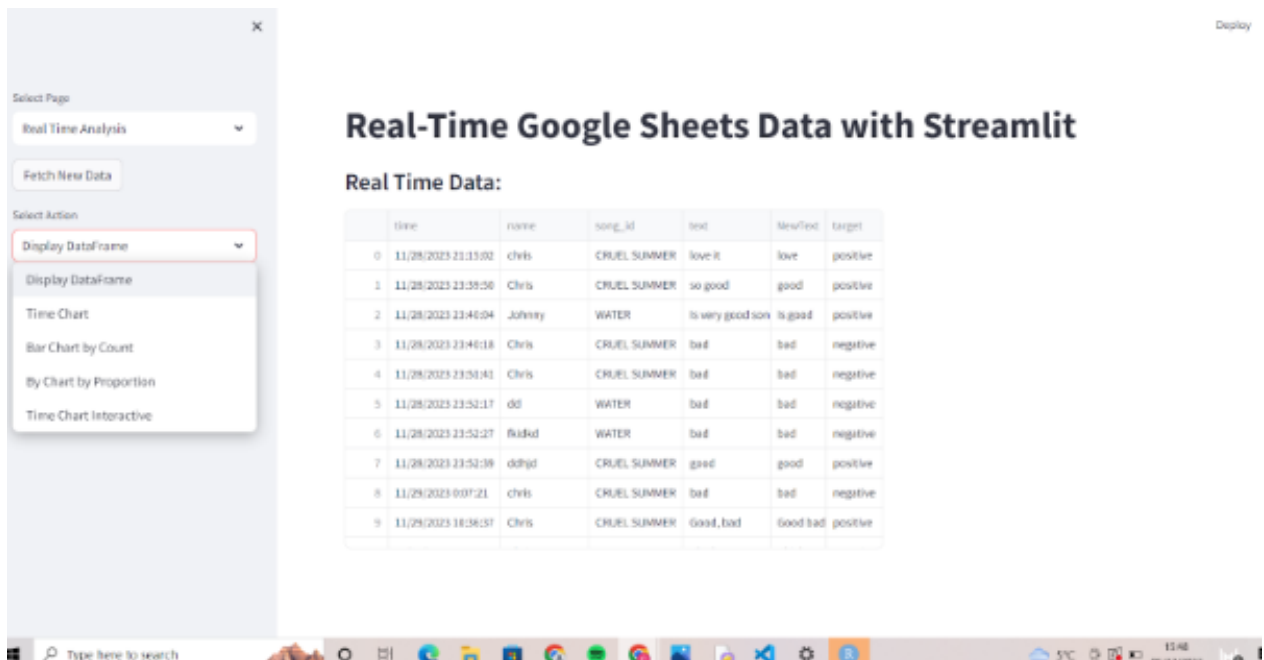 Deploy
Select Page
Real Time Analysis
Fetch New Data
Select Action
Display DataFrame
Display DataFrame
Time Chart
Bar Chart by Count
By Chart by Proportion
Time Chart Interactive
Real-Time Google Sheets Data with Streamlit
Real Time Data:
time name song_id text NewText target
0 11/28/2023 21:15:02 chris CRUEL SUMMER love it love positive
1 11/28/2023 23:39:50 Chris CRUEL SUMMER so good good positive
2 11/28/2023 23:40:04 Johnny WATER Is very good son Is good positive
3 11/28/2023 23:40:18 Chris CRUEL SUMMER bad bad negative
4 11/28/2023 23:50:41 Chris CRUEL SUMMER bad bad negative
5 11/28/2023 23:52:17 dd WATER bad bad negative
6 11/28/2023 23:52:27 WATER bad bad negative
7 11/28/2023 23:52:39 ddhjd CRUEL SUMMER good good positive
8 11/29/2023 0:07:21 chris CRUEL SUMMER bad bad negative
9 11/29/2023 18:36:37 Chris CRUEL SUMMER Good, bad Good bad positive
Type here to search
5°C
15:48